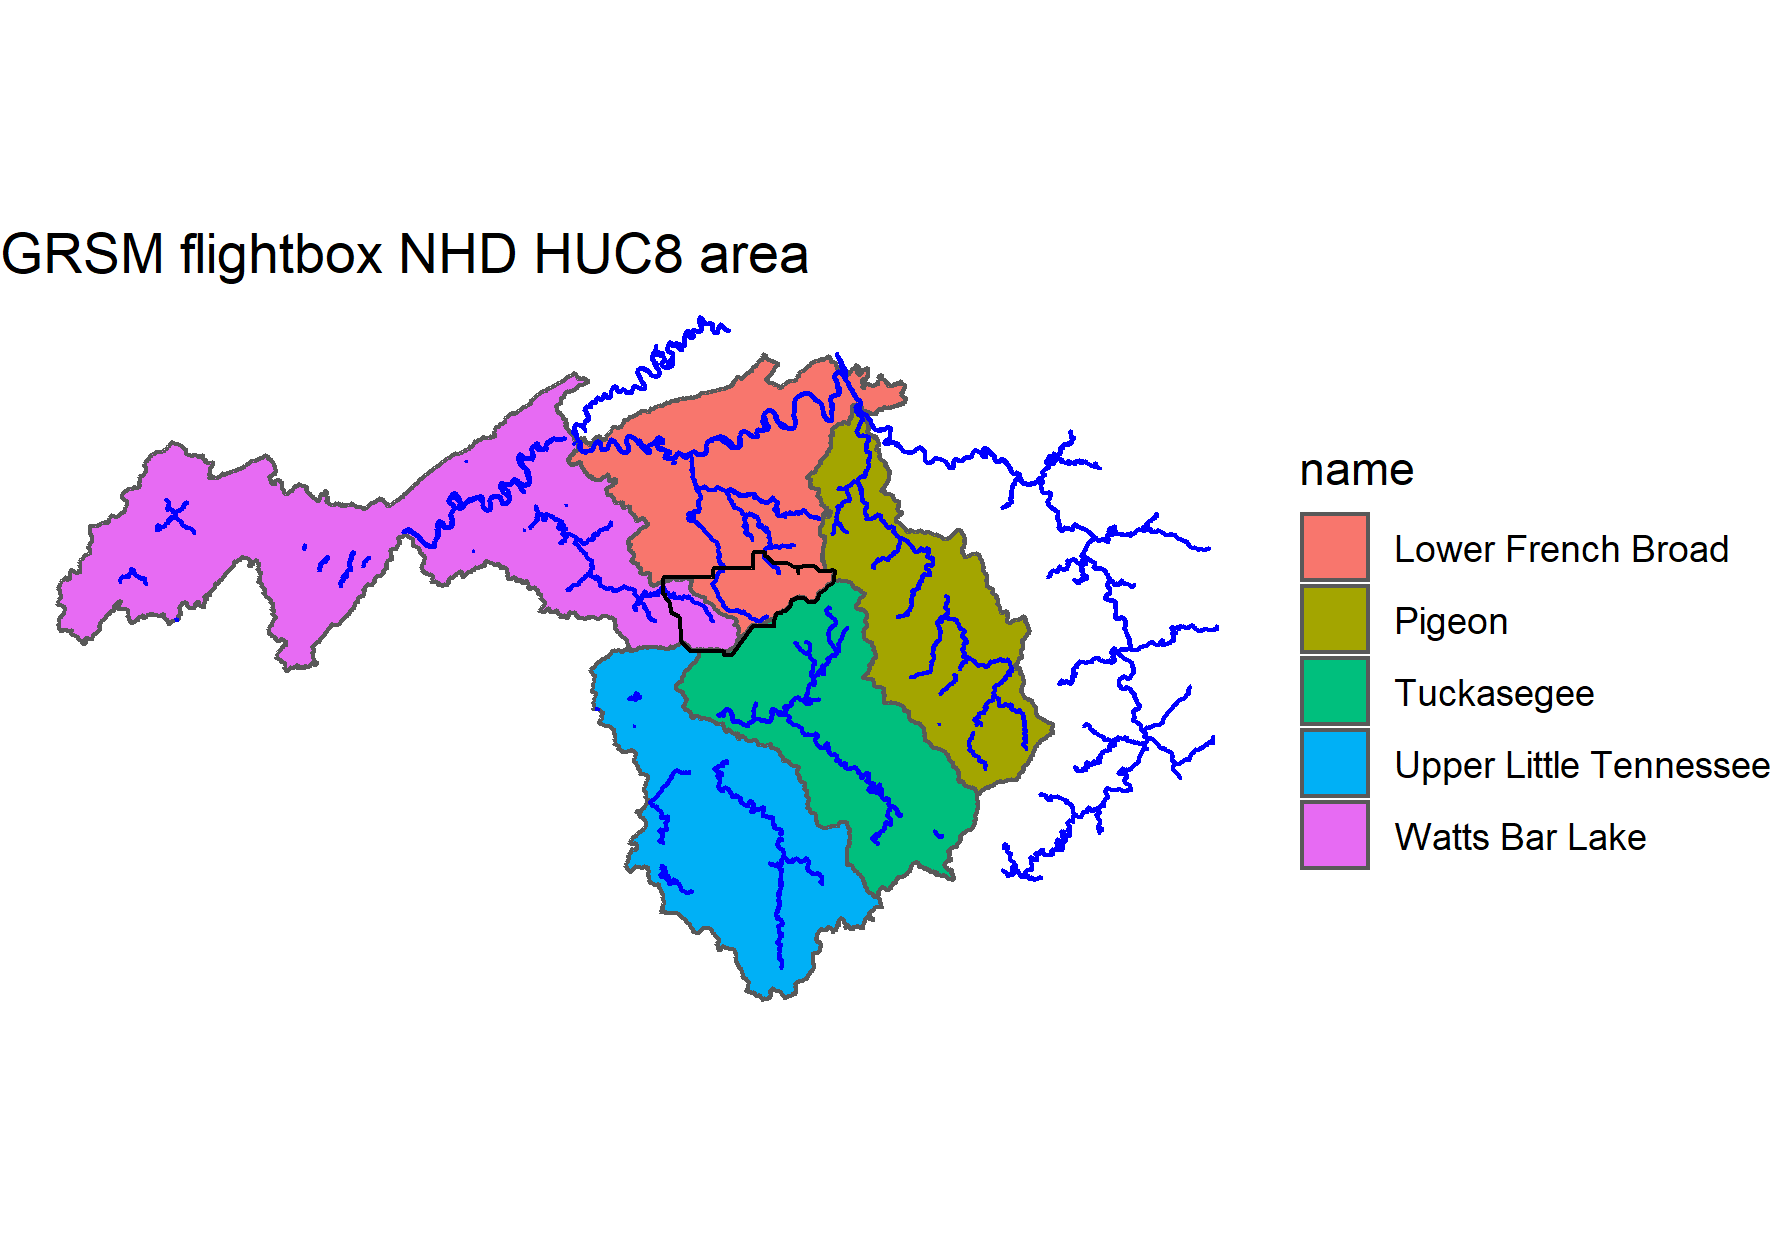 GRSM flightbox NHD HUC8 area
name
Lower French Broad
Pigeon
Tuckasegee
Upper Little Tennessee
Watts Bar Lake